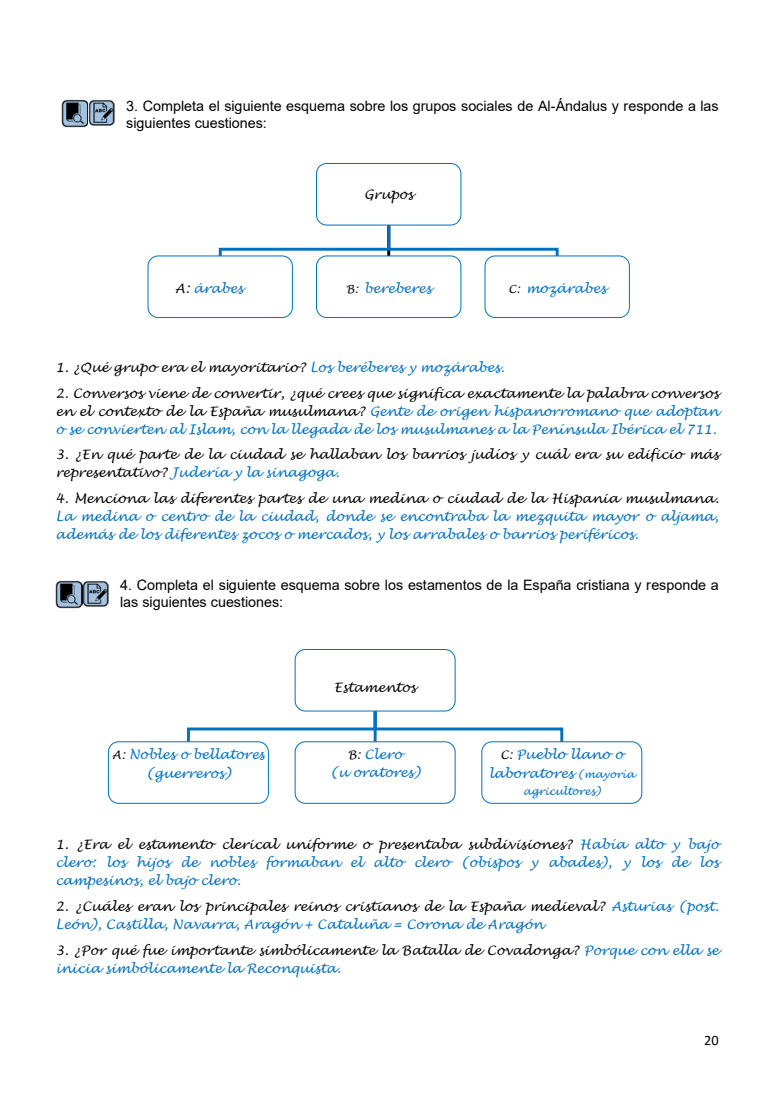 3. Completa el siguiente esquema sobre los grupos sociales de Al-Ándalus y responde a las
siguientes cuestiones:
Grupos
A: árabes
B: bereberes
C: mozárabes
1. ¿Qué grupo era el mayoritario? Los beréberes y mozárabes.
2. Conversos viene de convertir, ¿qué crees que significa exactamente la palabra conversos
en el contexto de la España musulmana? Gente de origen hispanorromano que adoptan
o se convierten al Islam, con la llegada de los musulmanes a la Península Ibérica el 711.
3. ¿En qué parte de la ciudad se hallaban los barrios judíos y cuál era su edificio más
representativo? Judería y la sinagoga.
4. Menciona las diferentes partes de una medina o ciudad de la Hispania musulmana.
La medina o centro de la ciudad, donde se encontraba la mezquita mayor o aljama,
además de los diferentes zocos o mercados, y los arrabales o barrios periféricos.
4. Completa el siguiente esquema sobre los estamentos de la España cristiana y responde a
las siguientes cuestiones:
Estamentos
A: Nobles o bellatores
(guerreros)
B: Clero
(u oratores)
C: Pueblo llano o
laboratores (mayoría
agricultores)
1. ¿Era el estamento clerical uniforme o presentaba subdivisiones? Había alto y bajo
clero: los hijos de nobles formaban el alto clero (obispos y abades), y los de los
campesinos, el bajo clero.
2. ¿Cuáles eran los principales reinos cristianos de la España medieval? Asturias (post.
León), Castilla, Navarra, Aragón + Cataluña = Corona de Aragón
3. ¿Por qué fue importante simbólicamente la Batalla de Covadonga? Porque con ella se
inicia simbólicamente la Reconquista.
20